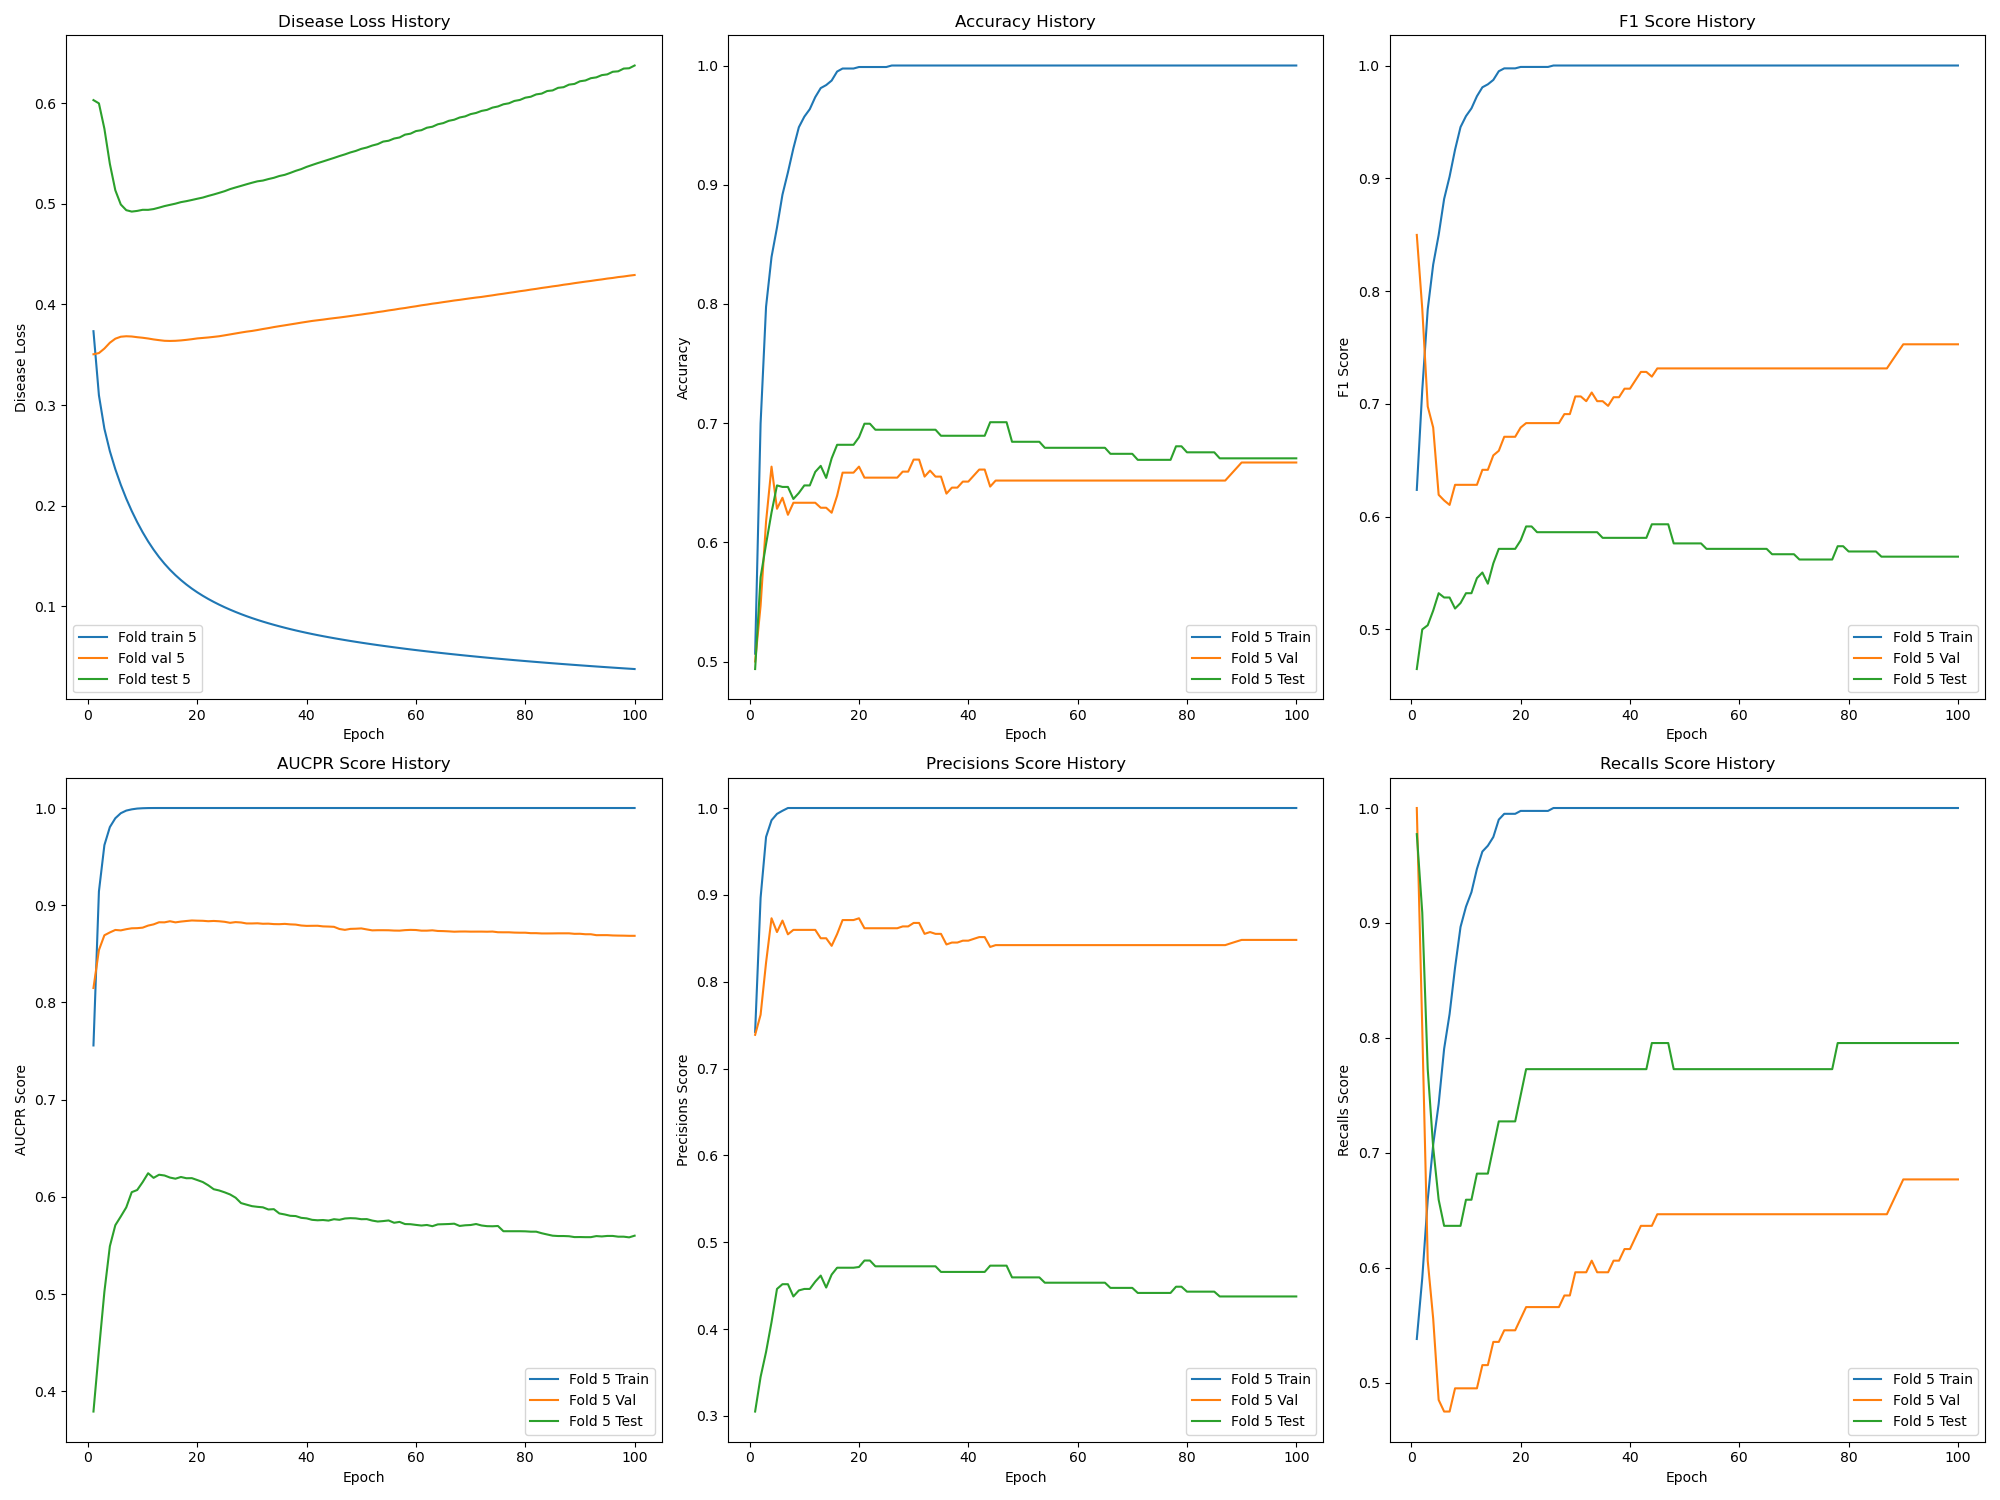 Disease Loss History
Disease Loss
0.6
0.5
0.4
0.3
0.2
0.1
Fold train 5
Fold val 5
Fold test 5
0 20 40 60 80 100
Epoch
Accuracy History
Accuracy
1.0
0.9
0.8
0.7
0.6
0.5
Fold 5 Train
Fold 5 Val
Fold 5 Test
0 20 40 60 80 100
Epoch
F1 Score History
F1 Score
1.0
0.9
0.8
0.7
0.6
0.5
Fold 5 Train
Fold 5 Val
Fold 5 Test
0 20 40 60 80 100
Epoch
AUCPR Score History
AUCPR Score
1.0
0.9
0.8
0.7
0.6
0.5
0.4
Fold 5 Train
Fold 5 Val
Fold 5 Test
0 20 40 60 80 100
Epoch
Precisions Score History
Precisions Score
1.0
0.9
0.8
0.7
0.6
0.5
0.4
0.3
Fold 5 Train
Fold 5 Val
Fold 5 Test
0 20 40 60 80 100
Epoch
Recalls Score History
Recalls Score
1.0
0.9
0.8
0.7
0.6
0.5
Fold 5 Train
Fold 5 Val
Fold 5 Test
0 20 40 60 80 100
Epoch